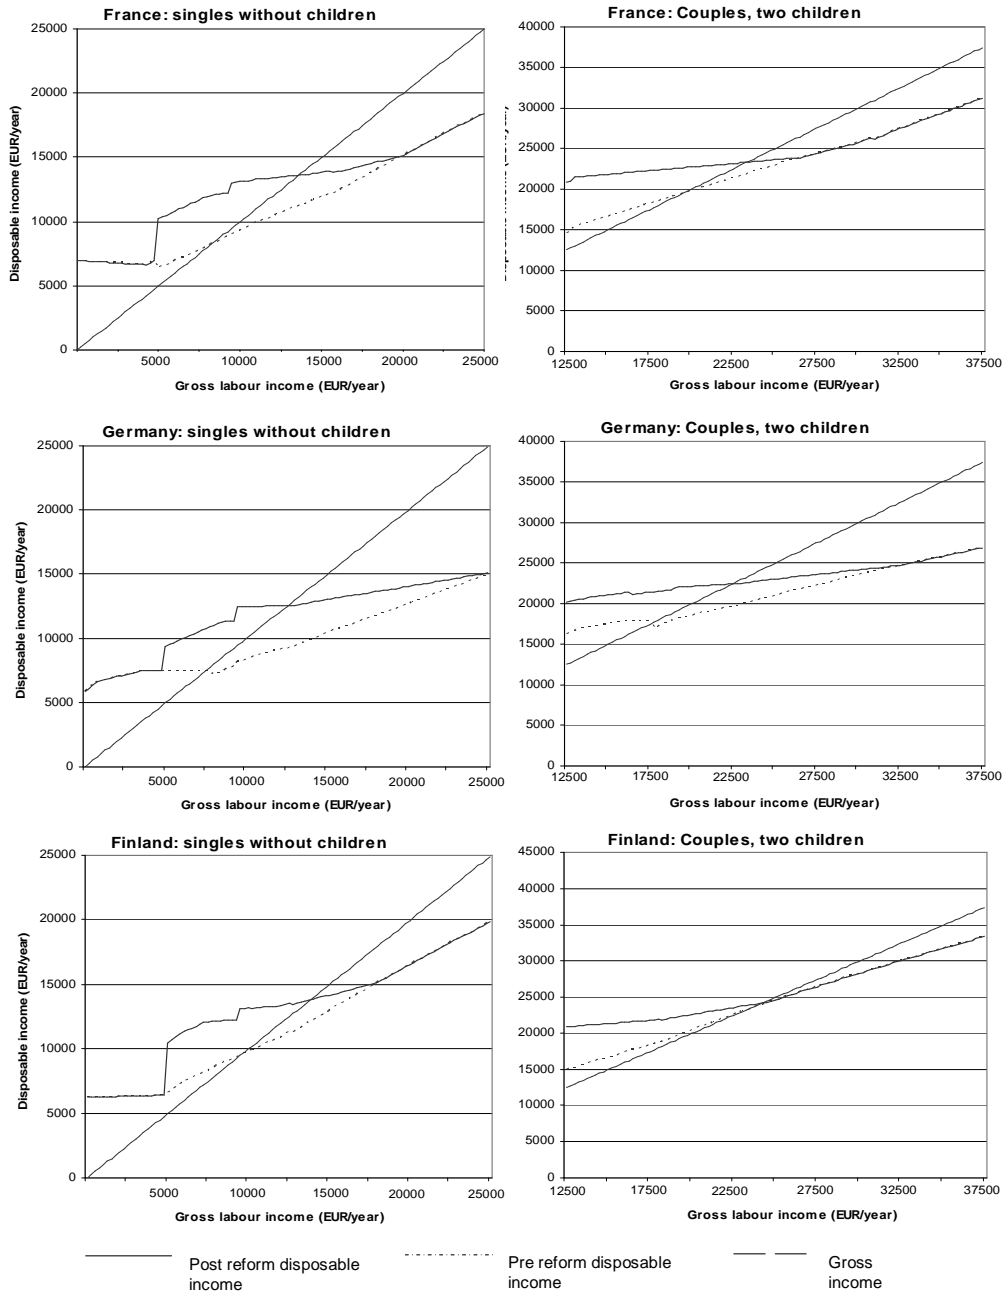 France: singles without children
25000
20000
15000
10000
5000
0
Disposable income (EUR/year)
5000 10000 15000 20000 25000
Gross labour income (EUR/year)
France: Couples, two children
40000
35000
30000
25000
20000
15000
10000
5000
0
12500 17500 22500 27500 32500 37500
Gross labour income (EUR/year)
Germany: singles without children
25000
20000
15000
10000
5000
0
Disposable income (EUR/year)
5000 10000 15000 20000 25000
Gross labour income (EUR/year)
Germany: Couples, two children
40000
35000
30000
25000
20000
15000
10000
5000
0
12500 17500 22500 27500 32500 37500
Gross labour income (EUR/year)
Finland: singles without children
25000
20000
15000
10000
5000
0
Disposable income (EUR/year)
5000 10000 15000 20000 25000
Gross labour income (EUR/year)
Finland: Couples, two children
45000
40000
35000
30000
25000
20000
15000
10000
5000
0
12500 17500 22500 27500 32500 37500
Gross labour income (EUR/year)
Post reform disposable
income
Pre reform disposable
income
Gross
income